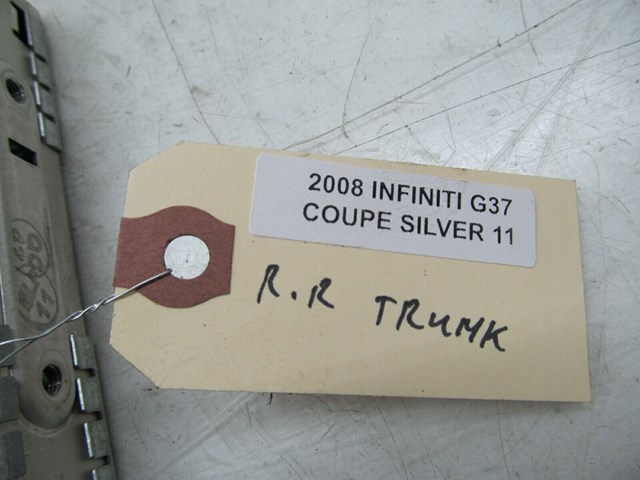 2008 INFINITI G37
COUPE SILVER 11
R.R TRUMK